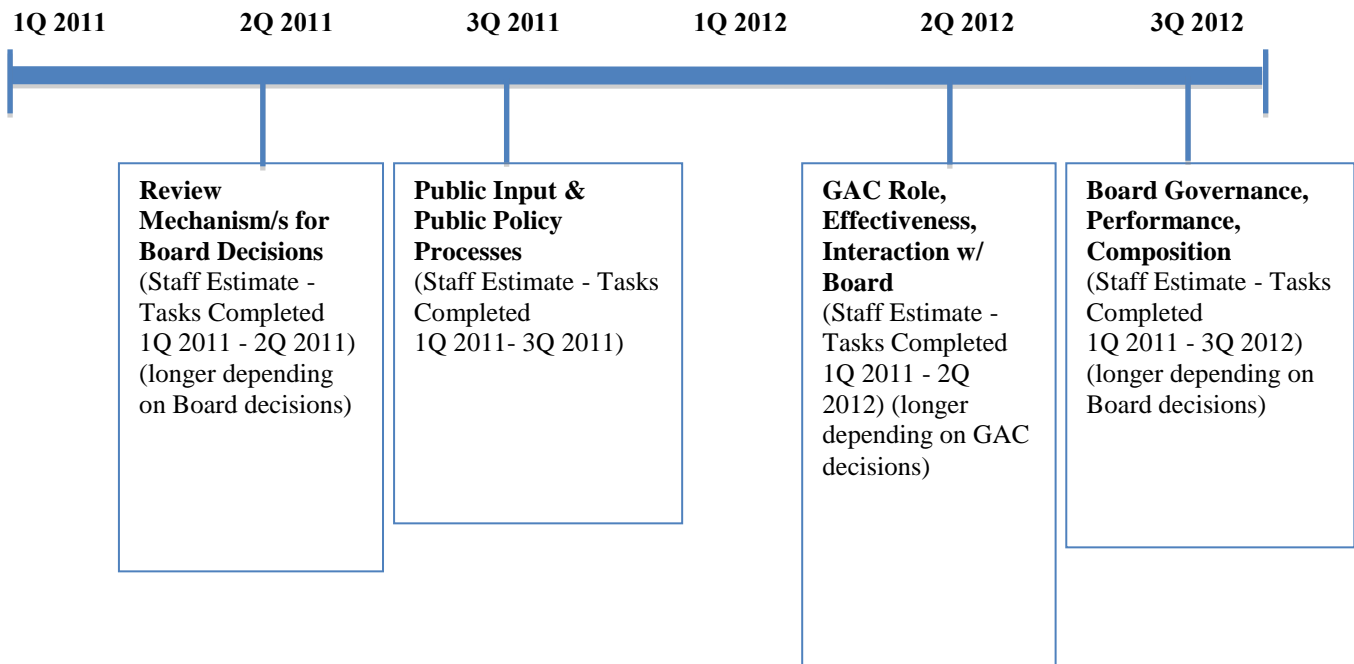 1Q 2011 2Q 2011 3Q 2011 1Q 2012 2Q 2012 3Q 2012
Review
Mechanism/s for
Board Decisions
(Staff Estimate -
Tasks Completed
1Q 2011 - 2Q 2011)
(longer depending
on Board decisions)
Public Input &
Public Policy
Processes
(Staff Estimate - Tasks
Completed
1Q 2011- 3Q 2011)
GAC Role,
Effectiveness,
Interaction w/
Board
(Staff Estimate -
Tasks Completed
1Q 2011 - 2Q
2012) (longer
depending on GAC
decisions)
Board Governance,
Performance,
Composition
(Staff Estimate - Tasks
Completed
1Q 2011 - 3Q 2012)
(longer depending on
Board decisions)